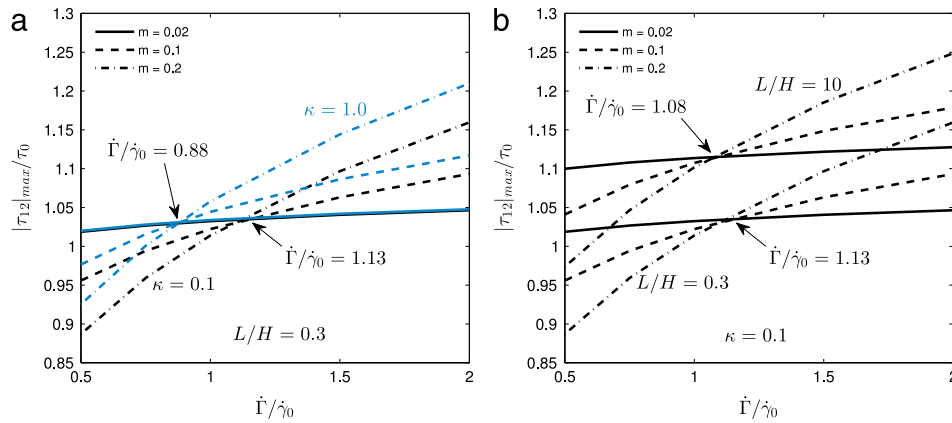 a
1.3
1.25
1.2
1.15
1.1
1.05
1
0.95
0.9
0.85
0.5
1
1.5
2
|τ₁₂|max/τ₀
Γ̇/γ̇₀
m = 0.02
m = 0.1
m = 0.2
κ = 1.0
Γ̇/γ̇₀ = 0.88
Γ̇/γ̇₀ = 1.13
κ = 0.1
L/H = 0.3
b
1.3
1.25
1.2
1.15
1.1
1.05
1
0.95
0.9
0.85
0.5
1
1.5
2
|τ₁₂|max/τ₀
Γ̇/γ̇₀
m = 0.02
m = 0.1
m = 0.2
L/H = 10
Γ̇/γ̇₀ = 1.08
Γ̇/γ̇₀ = 1.13
L/H = 0.3
κ = 0.1